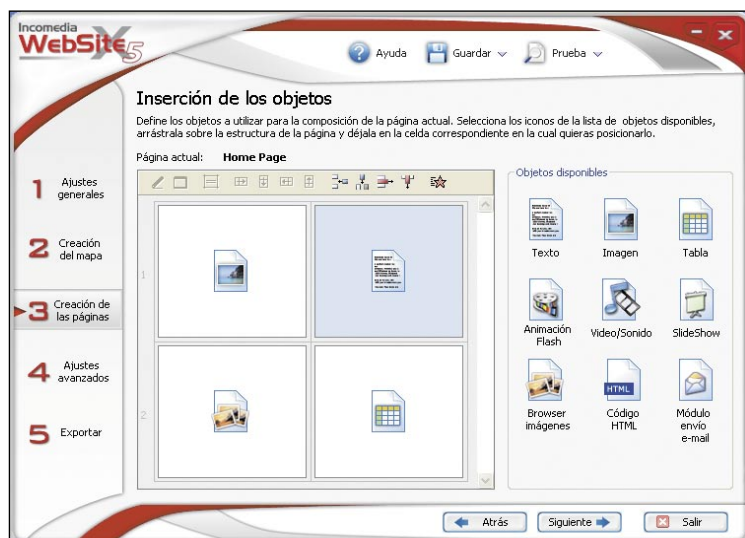 Incomedia
WebSite X5
Ayuda
Guardar
Prueba
Inserción de los objetos
Define los objetos a utilizar para la composición de la página actual. Selecciona los iconos de la lista de objetos disponibles,
arrástrala sobre la estructura de la página y déjala en la celda correspondiente en la cual quieras posicionarlo.
Página actual: Home Page
1 Ajustes
generales
2 Creación
del mapa
3 Creación de
las páginas
4 Ajustes
avanzados
5 Exportar
1
2
Objetos disponibles
Texto
Imagen
Tabla
Animación
Flash
Video/Sonido
SlideShow
Browser
imágenes
HTML
Código
HTML
Módulo
envío
e-mail
Atrás
Siguiente
Salir